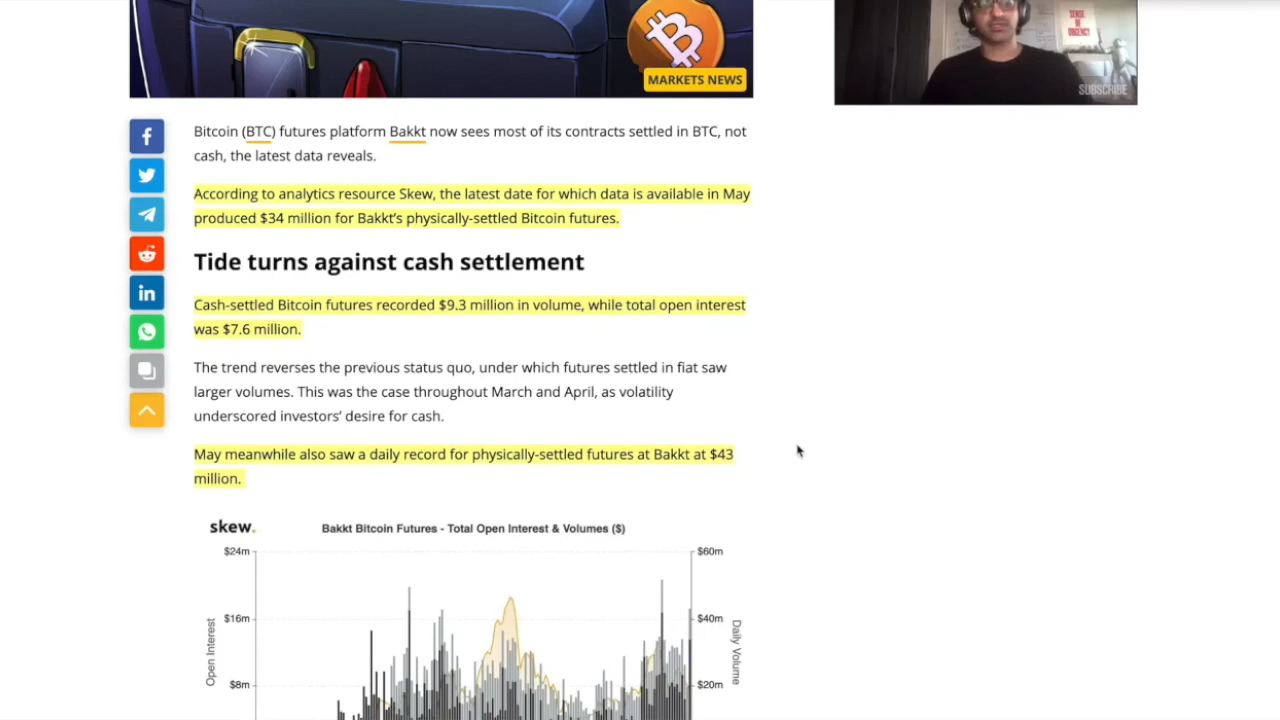 MARKETS NEWS
SENSE
OF
URGENCY
SUBSCRIBE
Bitcoin (BTC) futures platform Bakkt now sees most of its contracts settled in BTC, not
cash, the latest data reveals.
According to analytics resource Skew, the latest date for which data is available in May
produced $34 million for Bakkt’s physically-settled Bitcoin futures.
Tide turns against cash settlement
Cash-settled Bitcoin futures recorded $9.3 million in volume, while total open interest
was $7.6 million.
The trend reverses the previous status quo, under which futures settled in fiat saw
larger volumes. This was the case throughout March and April, as volatility
underscored investors’ desire for cash.
May meanwhile also saw a daily record for physically-settled futures at Bakkt at $43
million.
skew.
Bakkt Bitcoin Futures - Total Open Interest & Volumes ($)
$24m
$60m
$16m
$40m
$8m
$20m
Open Interest
Daily Volume